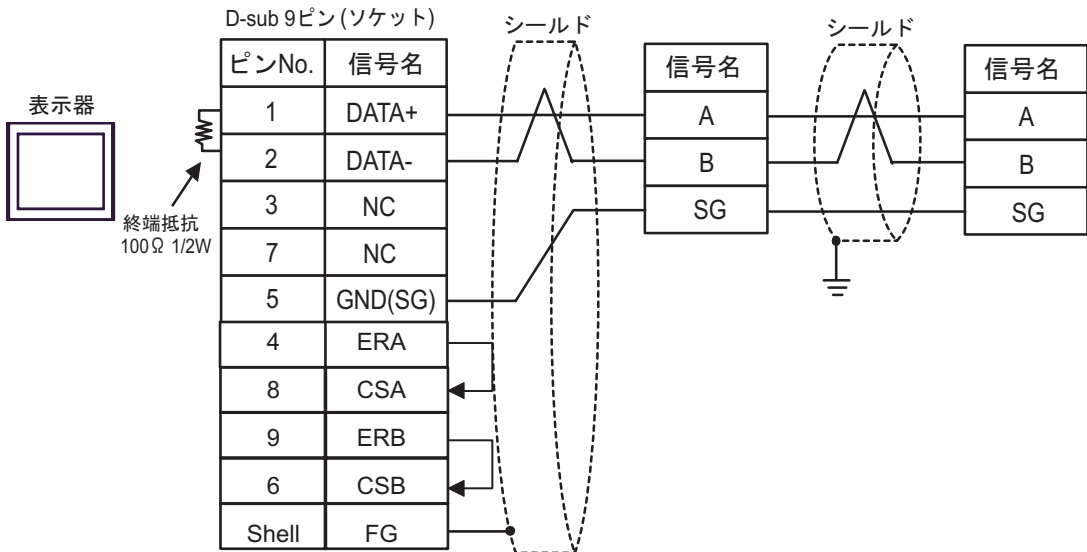 D-sub 9ピン(ソケット)
シールド
シールド
表示器
終端抵抗
100Ω 1/2W
ピンNo. 信号名
1 DATA+
2 DATA-
3 NC
7 NC
5 GND(SG)
4 ERA
8 CSA
9 ERB
6 CSB
Shell FG
信号名
A
B
SG
信号名
A
B
SG